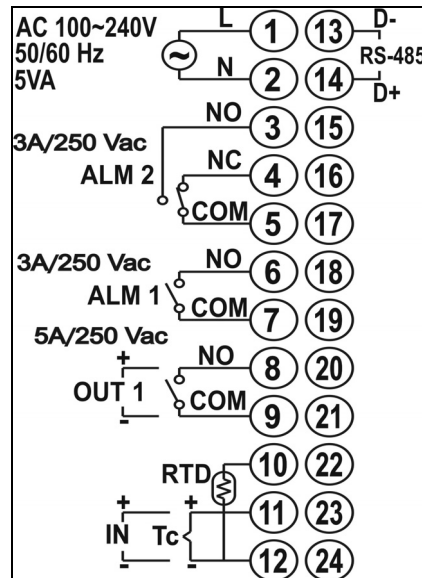 AC 100~240V L 1 13 D-
50/60 Hz ~ RS-485
5VA N 2 14 D+
NO 3 15
3A/250 Vac
ALM 2 NC 4 16
COM 5 17
3A/250 Vac NO 6 18
ALM 1
COM 7 19
5A/250 Vac
+ NO 8 20
OUT 1
- COM 9 21
10 22
RTD
+ + 11 23
IN Tc
- - 12 24